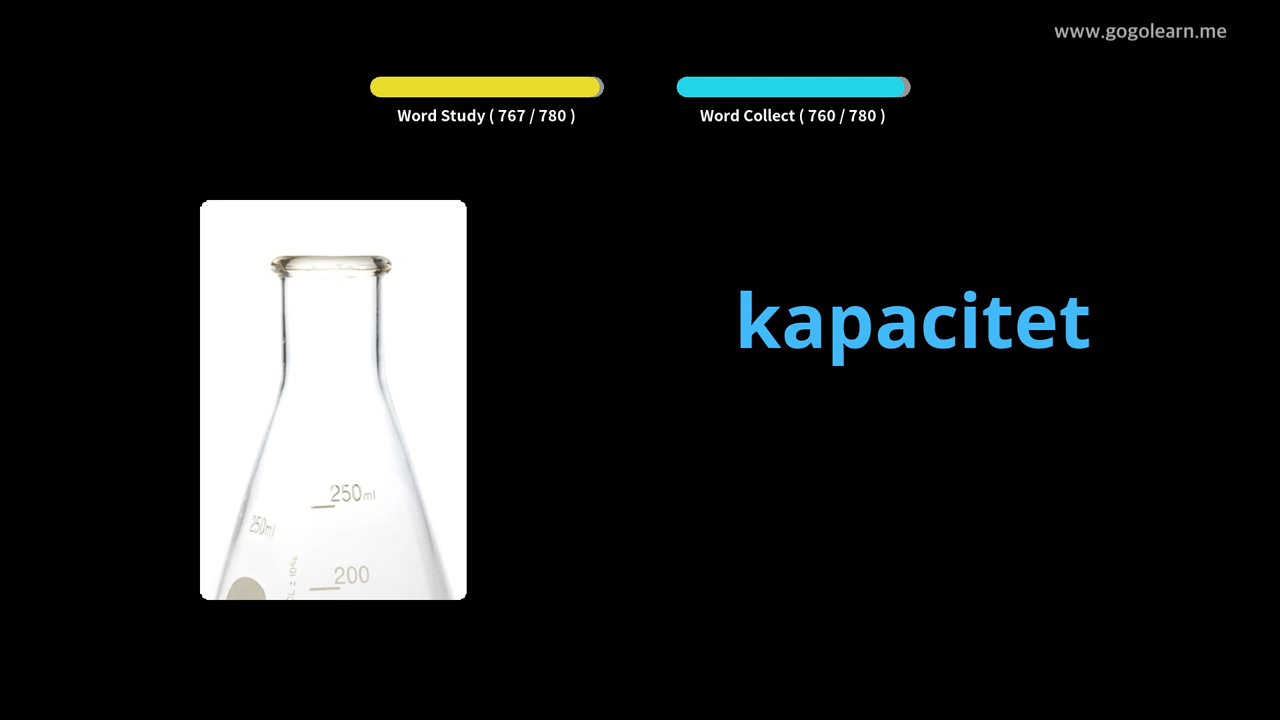 www.gogolearn.me
Word Study ( 767 / 780 )
Word Collect ( 760 / 780 )
kapacitet
250ml
250ml
200